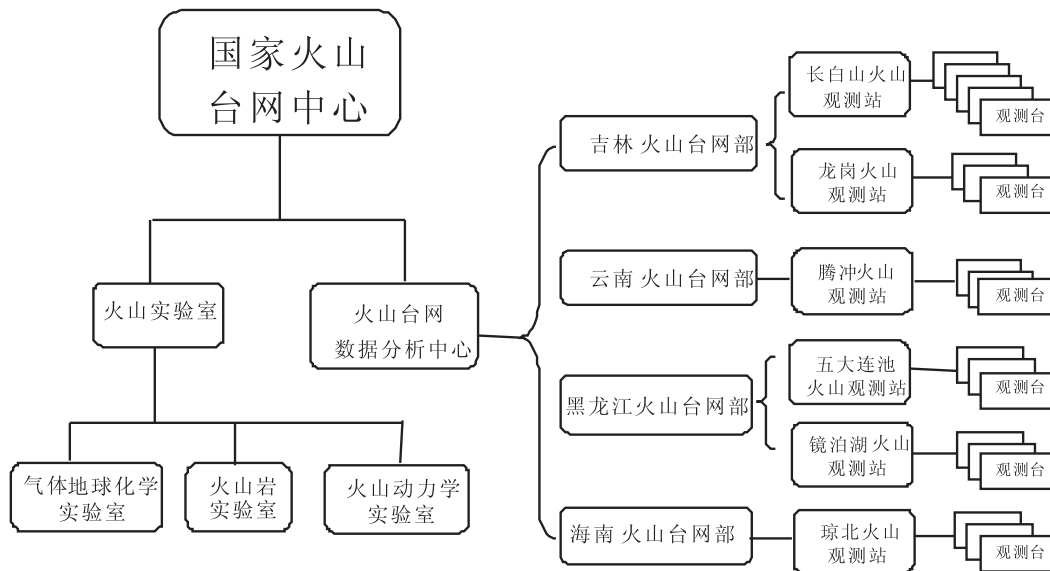 国家火山
台网中心
火山实验室
火山台网
数据分析中心
气体地球化学
实验室
火山岩
实验室
火山动力学
实验室
吉林火山台网部
长白山火山
观测站
观测台
龙岗火山
观测站
观测台
云南火山台网部
腾冲火山
观测站
观测台
黑龙江火山台网部
五大连池
火山观测站
观测台
镜泊湖火山
观测站
观测台
海南火山台网部
琼北火山
观测站
观测台